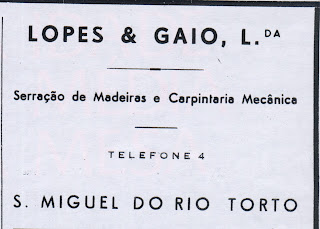 LOPES & GAIO, L.DA
Serração de Madeiras e Carpintaria Mecânica
TELEFONE 4
S. MIGUEL DO RIO TORTO